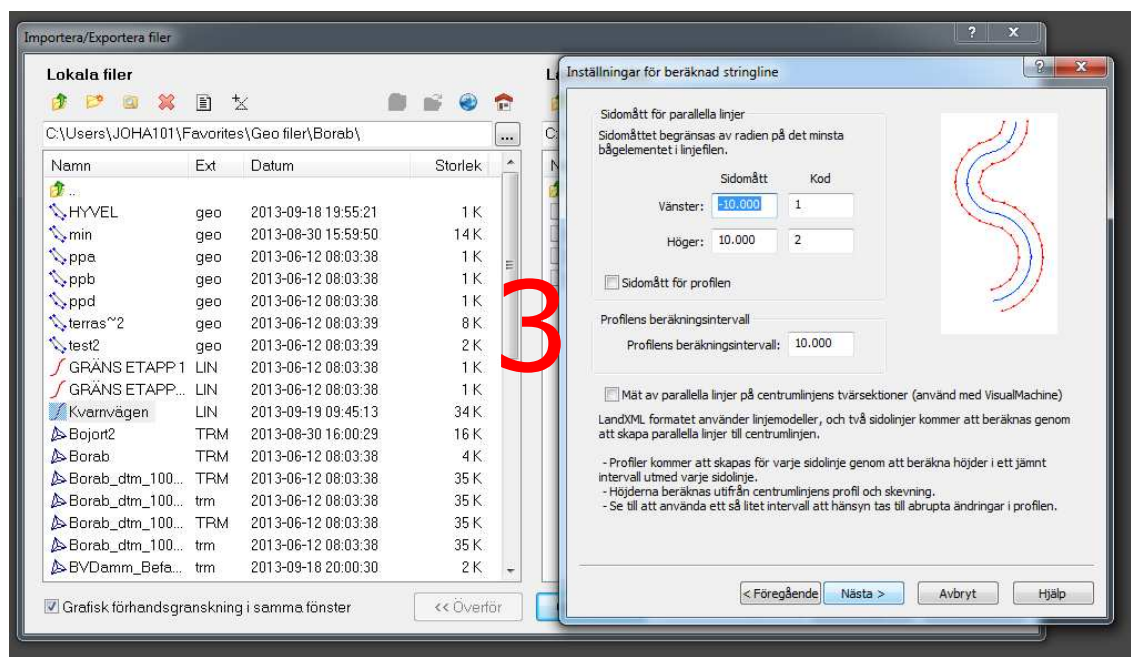 Importera/Exportera filer
Lokala filer
C:\Users\JOHA101\Favorites\Geo filer\Borab\
...
Namn Ext Datum Storlek
..
HYVEL geo 2013-09-18 19:55:21 1 K
min geo 2013-08-30 15:59:50 14 K
ppa geo 2013-06-12 08:03:38 1 K
ppb geo 2013-06-12 08:03:38 1 K
ppd geo 2013-06-12 08:03:38 1 K
terras~2 geo 2013-06-12 08:03:39 8 K
test2 geo 2013-06-12 08:03:39 2 K
GRÄNS ETAPP 1 LIN 2013-06-12 08:03:38 1 K
GRÄNS ETAPP... LIN 2013-06-12 08:03:38 1 K
Kvarnvägen LIN 2013-09-19 09:45:13 34 K
Bojort2 TRM 2013-08-30 16:00:29 16 K
Borab TRM 2013-06-12 08:03:38 4 K
Borab_dtm_100... TRM 2013-06-12 08:03:38 35 K
Borab_dtm_100... trm 2013-06-12 08:03:38 35 K
Borab_dtm_100... TRM 2013-06-12 08:03:38 35 K
Borab_dtm_100... trm 2013-06-12 08:03:38 35 K
BVDamm_Befa... trm 2013-09-18 20:00:30 2 K
Grafisk förhandsgranskning i samma fönster
<< Överför
3
Inställningar för beräknad stringline
Sidomått för parallella linjer
Sidomåttet begränsas av radien på det minsta
bågelementet i linjefilen.
Sidomått Kod
Vänster: -10.000 1
Höger: 10.000 2
Sidomått för profilen
Profilens beräkningsintervall
Profilens beräkningsintervall: 10.000
Mät av parallella linjer på centrumlinjens tvärsektioner (använd med VisualMachine)
LandXML formatet använder linjemodeller, och två sidolinjer kommer att beräknas genom
att skapa parallella linjer till centrumlinjen.
- Profiler kommer att skapas för varje sidolinje genom att beräkna höjder i ett jämnt
intervall utmed varje sidolinje.
- Höjderna beräknas utifrån centrumlinjens profil och skevning.
- Se till att använda ett så litet intervall att hänsyn tas till abrupta ändringar i profilen.
< Föregående Nästa > Avbryt Hjälp